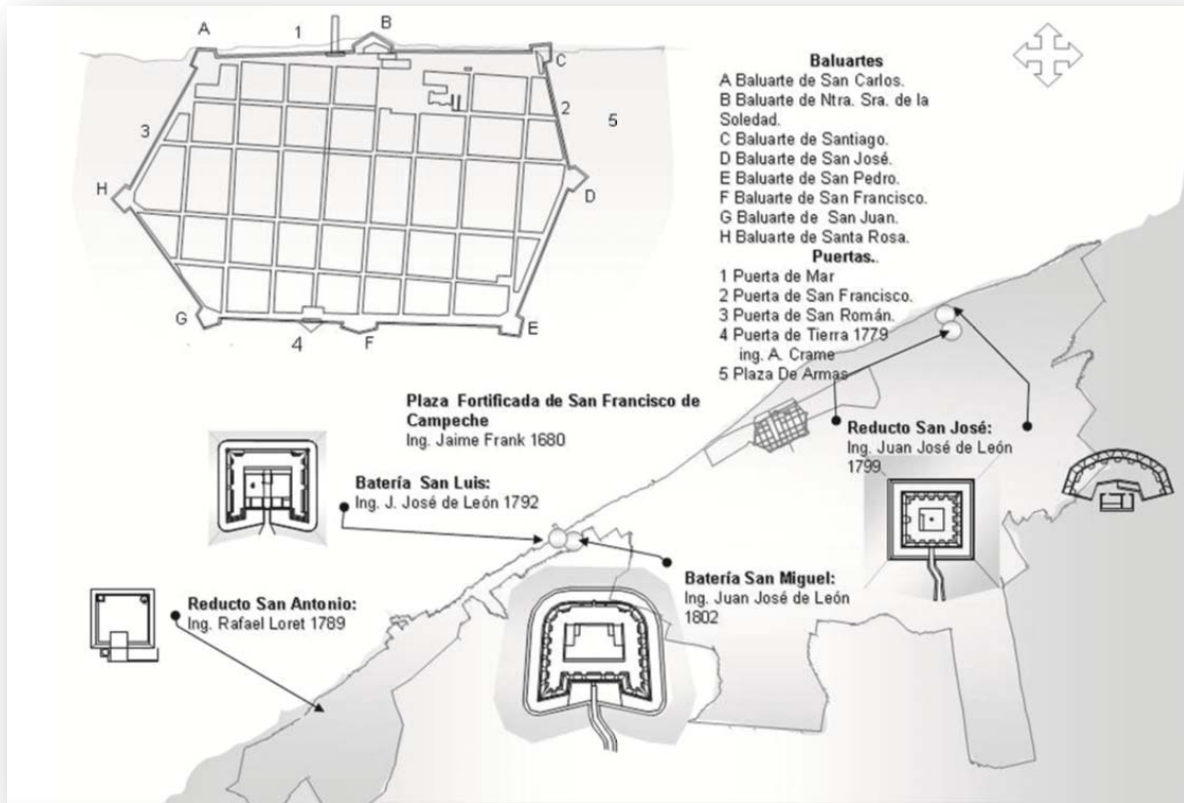 A
1
B
C
2
3
5
H
D
G
4
F
E
Baluartes
A Baluarte de San Carlos.
B Baluarte de Ntra. Sra. de la
Soledad.
C Baluarte de Santiago.
D Baluarte de San José.
E Baluarte de San Pedro.
F Baluarte de San Francisco.
G Baluarte de San Juan.
H Baluarte de Santa Rosa.
Puertas.
1 Puerta de Mar
2 Puerta de San Francisco.
3 Puerta de San Román.
4 Puerta de Tierra 1779
ing. A. Crame
5 Plaza De Armas
Plaza Fortificada de San Francisco de
Campeche
Ing. Jaime Frank 1680
Reducto San José:
Ing. Juan José de León
1799
Batería San Luis:
Ing. J. José de León 1792
Batería San Miguel:
Ing. Juan José de León
1802
Reducto San Antonio:
Ing. Rafael Loret 1789